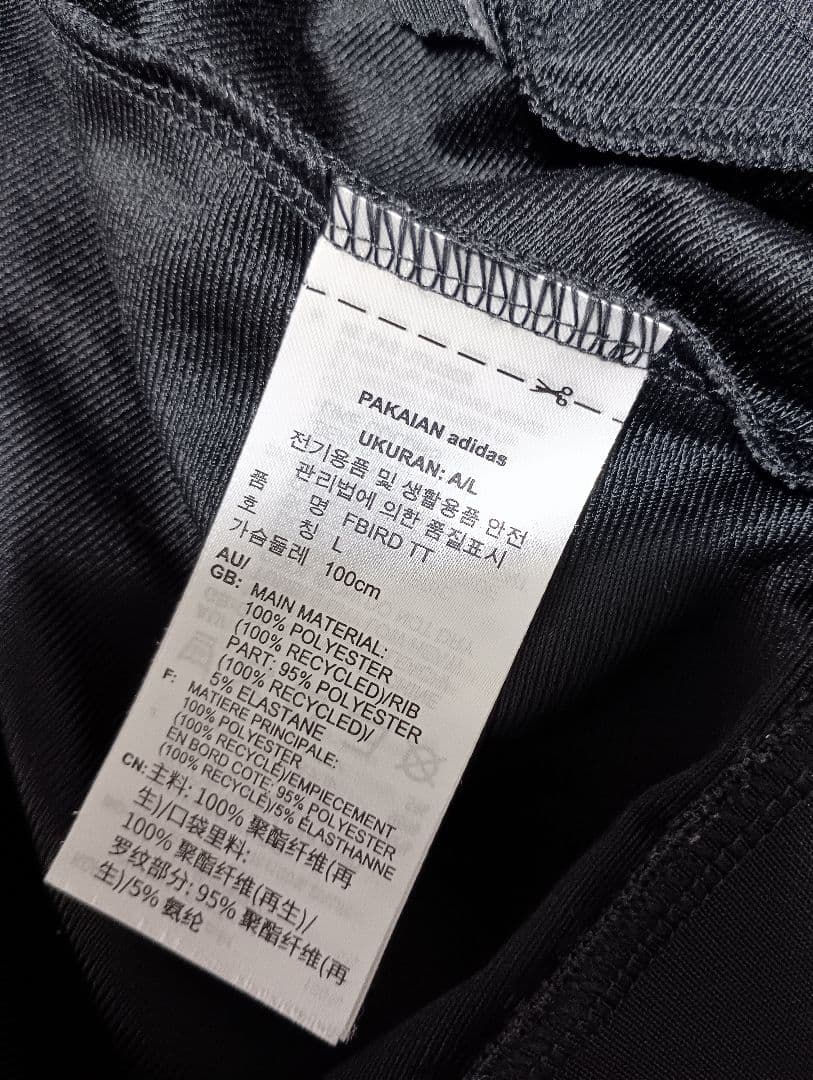 PAKAIAN adidas
UKURAN: A/L
전기용품 및 생활용품 안전
관리법에 의한 품질표시
품 명 FBIRD TT
호 칭 L
가슴둘레 100cm
AU/
GB: MAIN MATERIAL:
100% POLYESTER
(100% RECYCLED)/RIB
PART: 95% POLYESTER
(100% RECYCLED)/
5% ELASTANE
F: MATIERE PRINCIPALE:
100% POLYESTER
(100% RECYCLÉ)/EMPIECEMENT
EN BORD COTE: 95% POLYESTER
(100% RECYCLÉ)/5% ÉLASTHANNE
CN: 主料: 100% 聚酯纤维(再
生)/口袋里料:
100% 聚酯纤维(再生)/
罗纹部分: 95% 聚酯纤维(再
生)/5% 氨纶